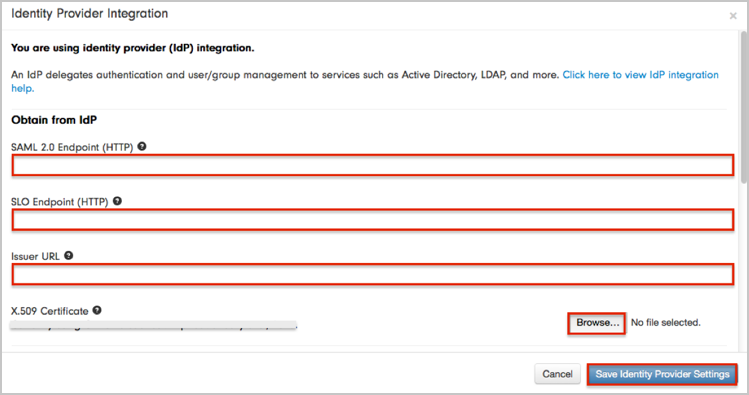 Identity Provider Integration
×
You are using identity provider (IdP) integration.
An IdP delegates authentication and user/group management to services such as Active Directory, LDAP, and more. Click here to view IdP integration
help.
Obtain from IdP
SAML 2.0 Endpoint (HTTP) ?
SLO Endpoint (HTTP) ?
Issuer URL ?
X.509 Certificate ?
Browse... No file selected.
Cancel Save Identity Provider Settings